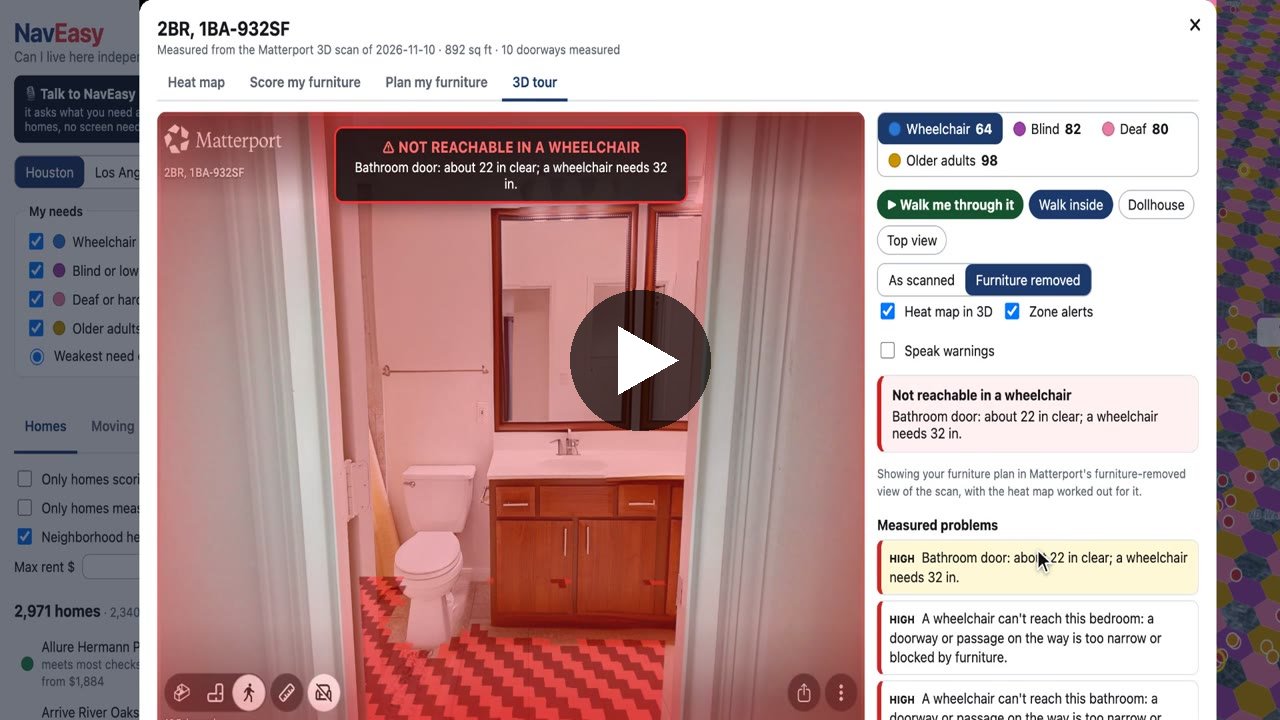 NavEasy
Can I live here indeper
Talk to NavEasy
it asks what you need a
homes, no screen need
Houston
Los Ang
My needs
Wheelchair
Blind or low
Deaf or hard
Older adults
Weakest need
Homes
Moving
Only homes scori
Only homes meas
Neighborhood he
Max rent $
2,971 homes · 2,340
Allure Hermann P
meets most checks
from $1,884
Arrive River Oaks
2BR, 1BA-932SF
Measured from the Matterport 3D scan of 2026-11-10 · 892 sq ft · 10 doorways measured
Heat map
Score my furniture
Plan my furniture
3D tour
Matterport
2BR, 1BA-932SF
⚠ NOT REACHABLE IN A WHEELCHAIR
Bathroom door: about 22 in clear; a wheelchair needs 32
in.
Wheelchair 64
Blind 82
Deaf 80
Older adults 98
Walk me through it
Walk inside
Dollhouse
Top view
As scanned
Furniture removed
Heat map in 3D
Zone alerts
Speak warnings
Not reachable in a wheelchair
Bathroom door: about 22 in clear; a wheelchair
needs 32 in.
Showing your furniture plan in Matterport's furniture-removed
view of the scan, with the heat map worked out for it.
Measured problems
HIGH Bathroom door: about 22 in clear; a wheelchair
needs 32 in.
HIGH A wheelchair can't reach this bedroom: a
doorway or passage on the way is too narrow or
blocked by furniture.
HIGH A wheelchair can't reach this bathroom: a
doorway or passage on the way is too narrow or